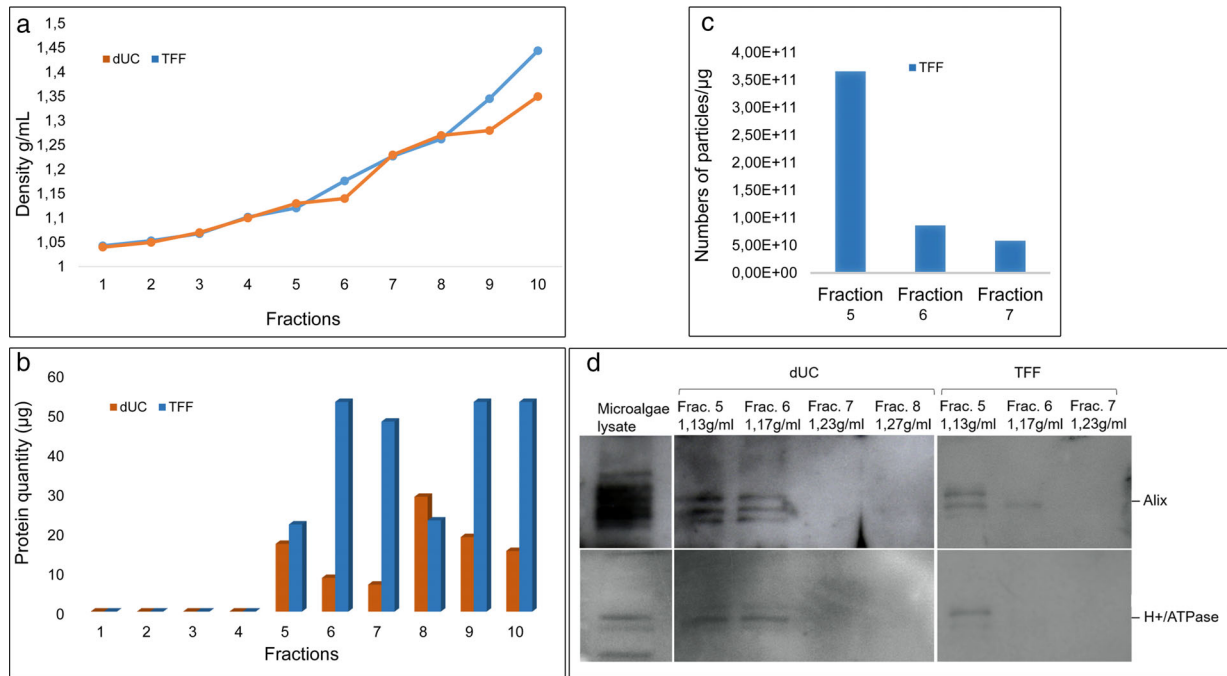 a
1,5
1,45
1,4
1,35
1,3
1,25
1,2
1,15
1,1
1,05
1
Density g/mL
dUC TFF
1 2 3 4 5 6 7 8 9 10
Fractions
c
4,00E+11
3,50E+11
3,00E+11
2,50E+11
2,00E+11
1,50E+11
1,00E+11
5,00E+10
0,00E+00
Numbers of particles/µg
TFF
Fraction Fraction Fraction
5 6 7
b
60
50
40
30
20
10
0
Protein quantity (µg)
dUC TFF
1 2 3 4 5 6 7 8 9 10
Fractions
d
dUC TFF
Microalgae Frac. 5 Frac. 6 Frac. 7 Frac. 8 Frac. 5 Frac. 6 Frac. 7
lysate 1,13g/ml 1,17g/ml 1,23g/ml 1,27g/ml 1,13g/ml 1,17g/ml 1,23g/ml
Alix
H+/ATPase